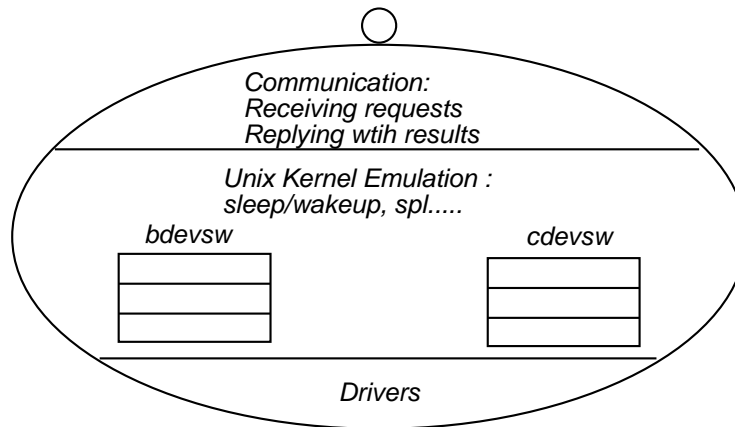 Communication:
Receiving requests
Replying wtih results
Unix Kernel Emulation :
sleep/wakeup, spl.....
bdevsw
cdevsw
Drivers